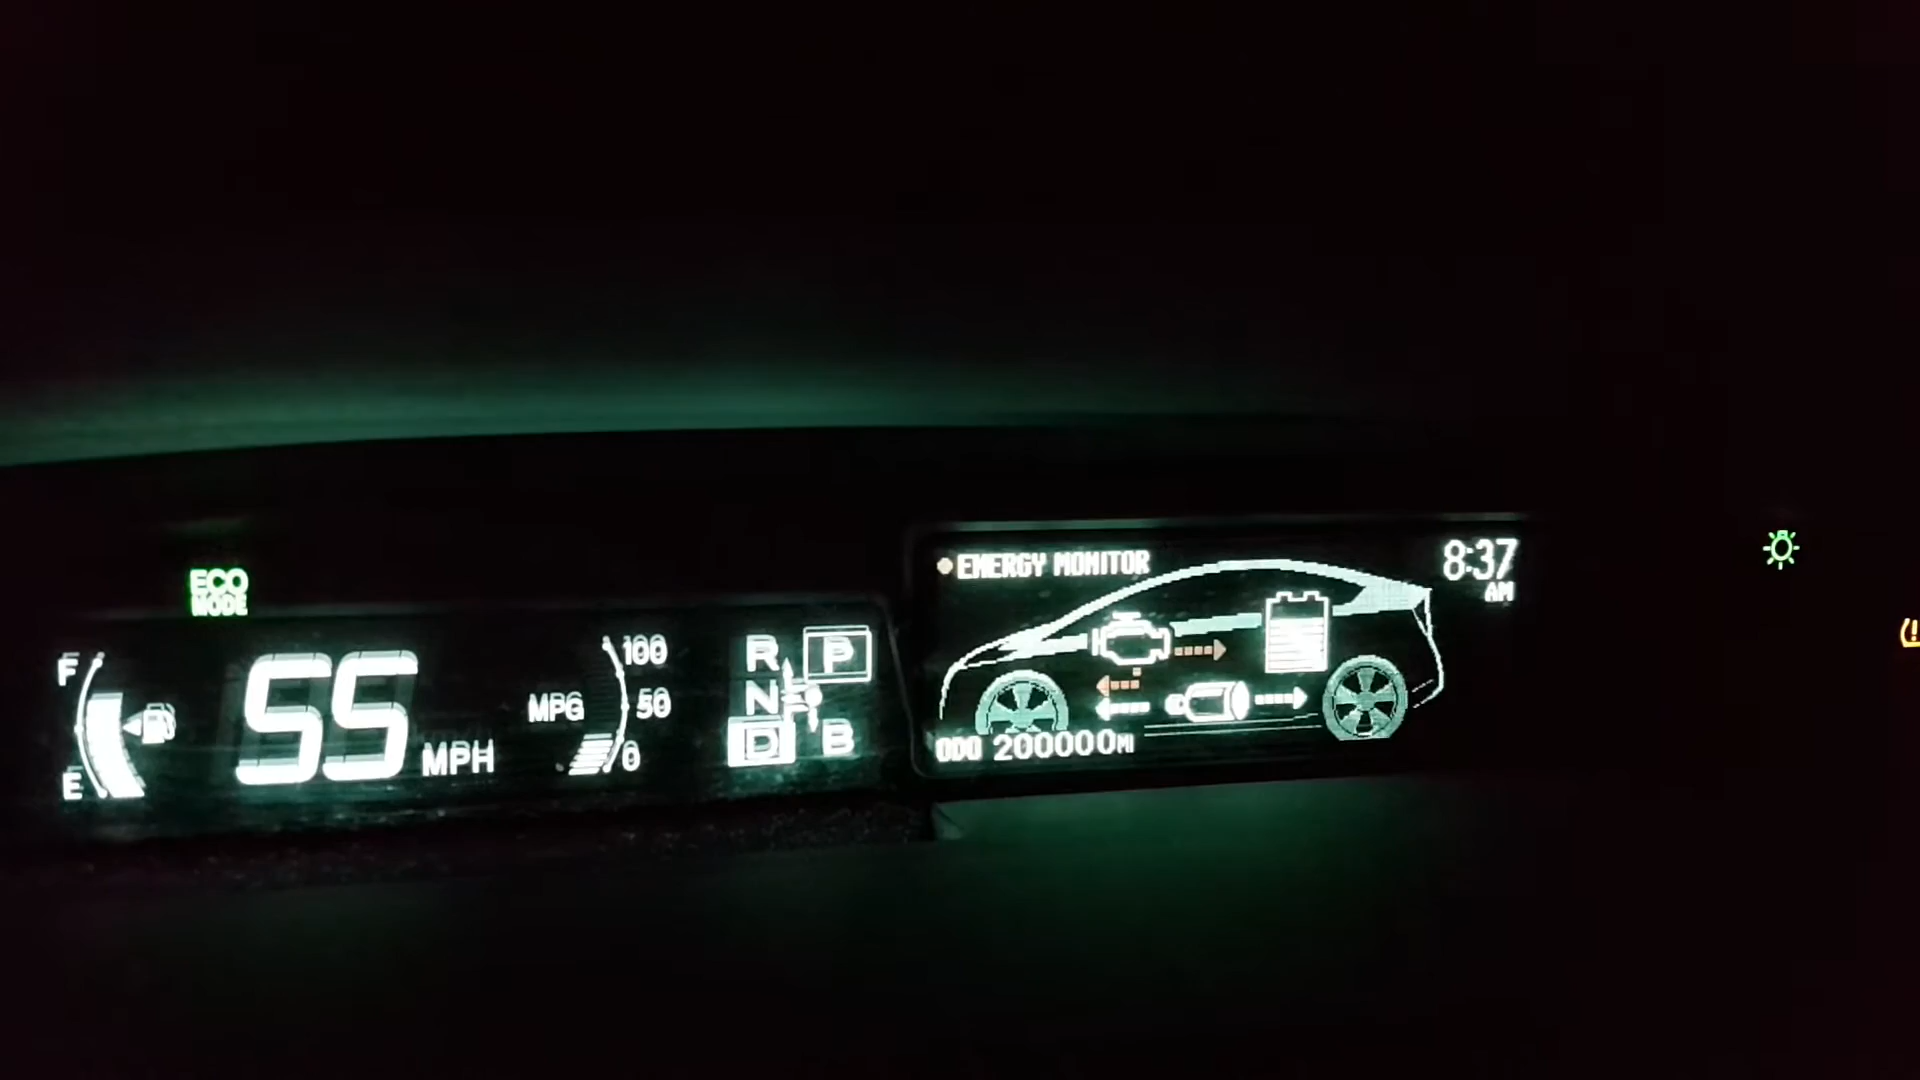 ECO
MODE
F
E
55 MPH
MPG
100
50
0
R P
N
D B
ENERGY MONITOR
8:37
AM
ODO 200000MI